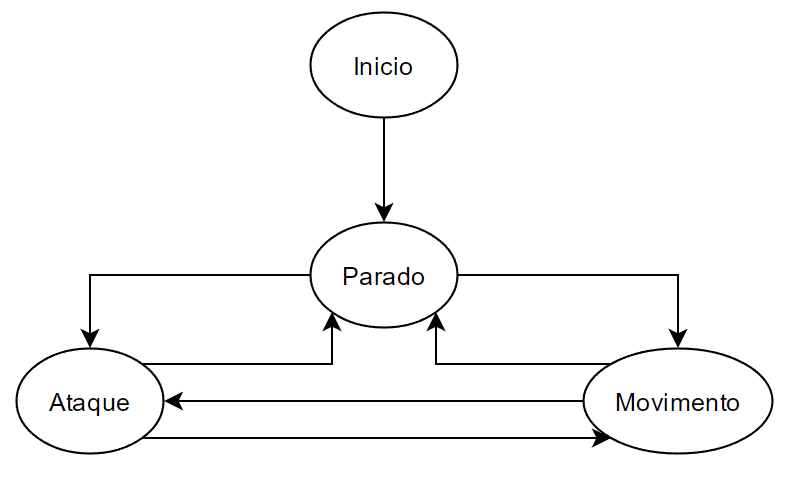 Inicio
Parado
Ataque
Movimento